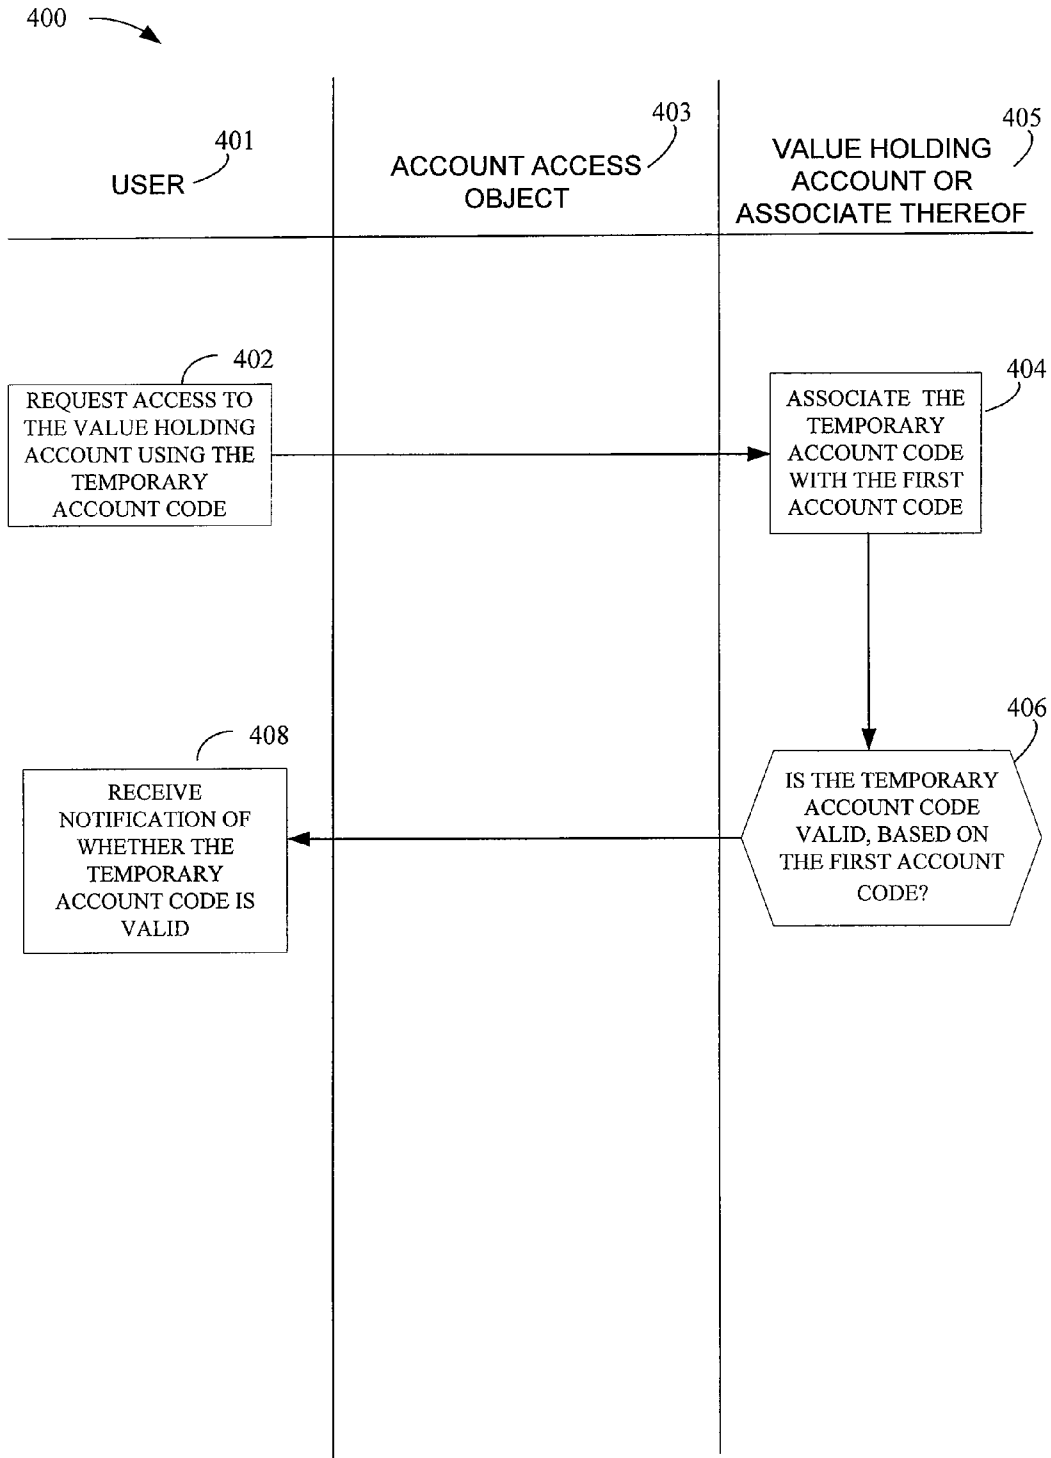 400
401
USER
403
ACCOUNT ACCESS
OBJECT
405
VALUE HOLDING
ACCOUNT OR
ASSOCIATE THEREOF
402
REQUEST ACCESS TO
THE VALUE HOLDING
ACCOUNT USING THE
TEMPORARY
ACCOUNT CODE
404
ASSOCIATE THE
TEMPORARY
ACCOUNT CODE
WITH THE FIRST
ACCOUNT CODE
406
IS THE TEMPORARY
ACCOUNT CODE
VALID, BASED ON
THE FIRST ACCOUNT
CODE?
408
RECEIVE
NOTIFICATION OF
WHETHER THE
TEMPORARY
ACCOUNT CODE IS
VALID